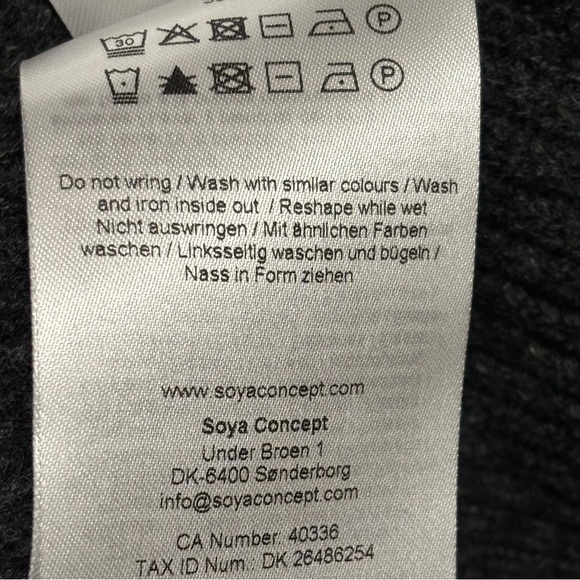 30 P
P
Do not wring / Wash with similar colours / Wash
and iron inside out / Reshape while wet
Nicht auswringen / Mit ähnlichen Farben
waschen / Linksseitig waschen und bügeln /
Nass in Form ziehen
www.soyaconcept.com
Soya Concept
Under Broen 1
DK-6400 Sønderborg
info@soyaconcept.com
CA Number. 40336
TAX ID Num. DK 26486254